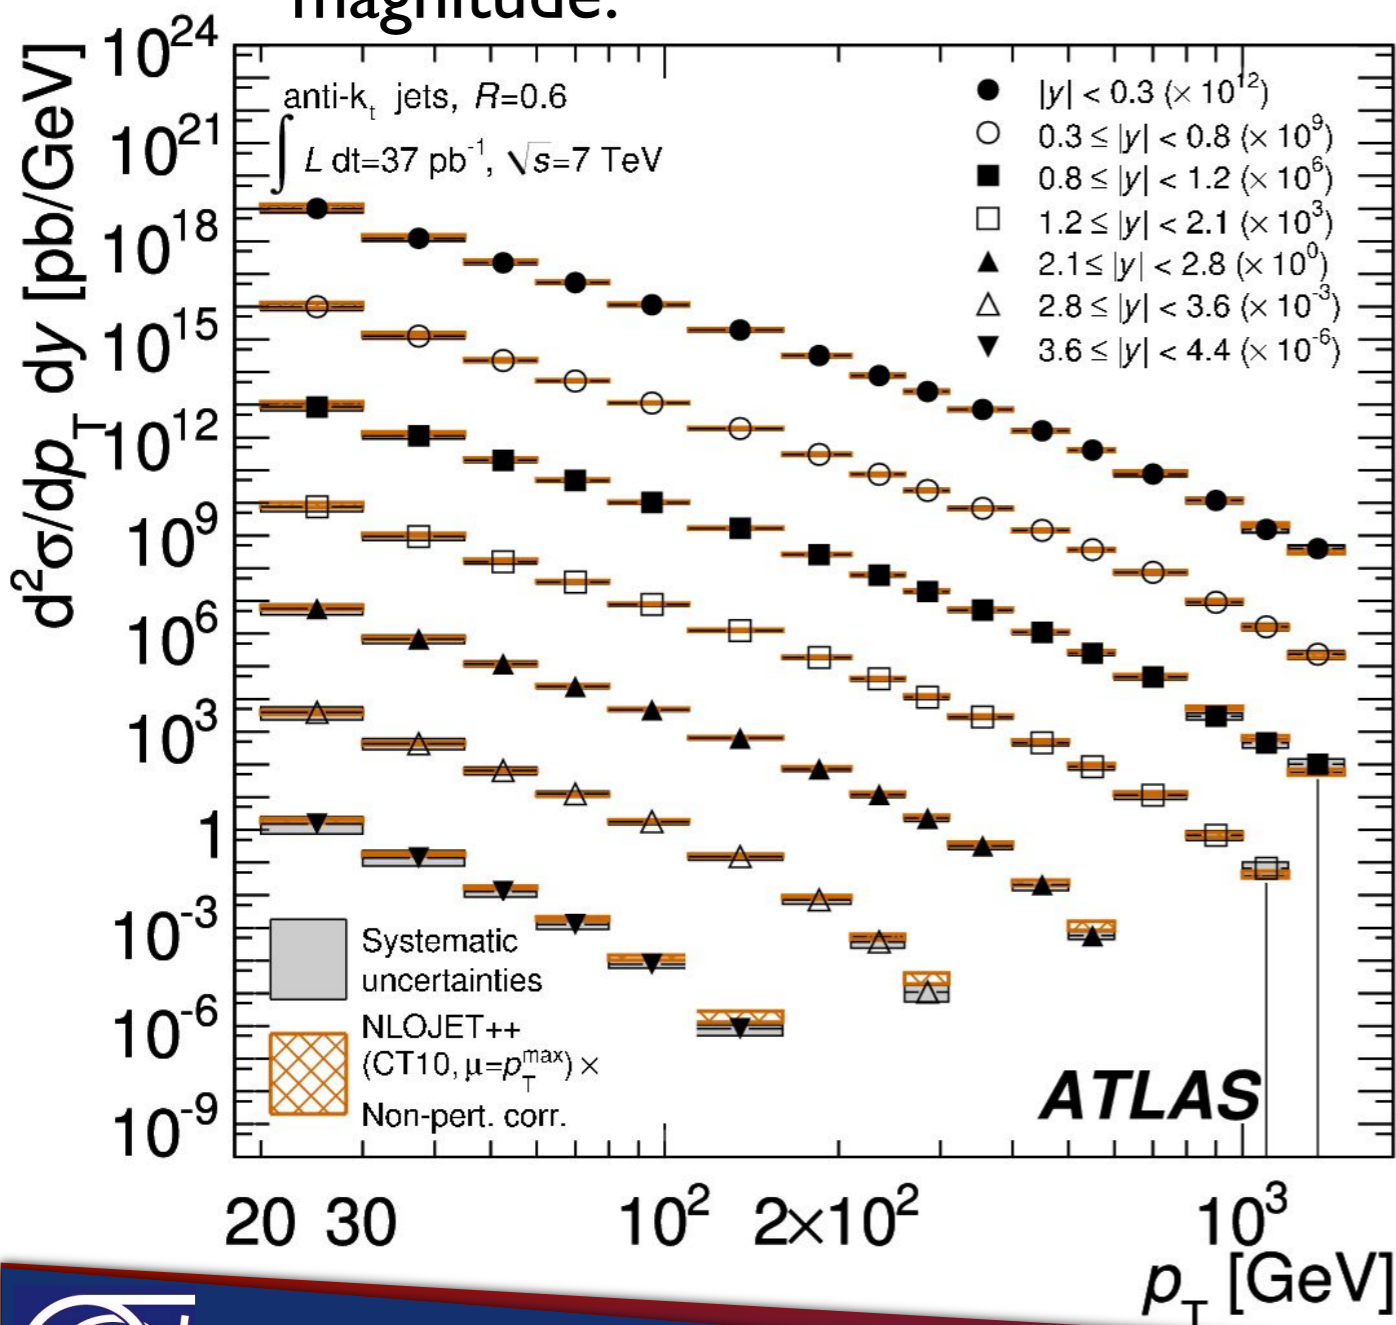 magnitude.
10^24
10^21
10^18
10^15
10^12
10^9
10^6
10^3
1
10^-3
10^-6
10^-9
d²σ/dp_T dy [pb/GeV]
anti-k_t jets, R=0.6
∫ L dt=37 pb^-1, √s=7 TeV
|y| < 0.3 (× 10^12)
0.3 ≤ |y| < 0.8 (× 10^9)
0.8 ≤ |y| < 1.2 (× 10^6)
1.2 ≤ |y| < 2.1 (× 10^3)
2.1 ≤ |y| < 2.8 (× 10^0)
2.8 ≤ |y| < 3.6 (× 10^-3)
3.6 ≤ |y| < 4.4 (× 10^-6)
Systematic
uncertainties
NLOJET++
(CT10, μ=p_T^max) ×
Non-pert. corr.
ATLAS
20 30 10^2 2×10^2 10^3
p_T [GeV]